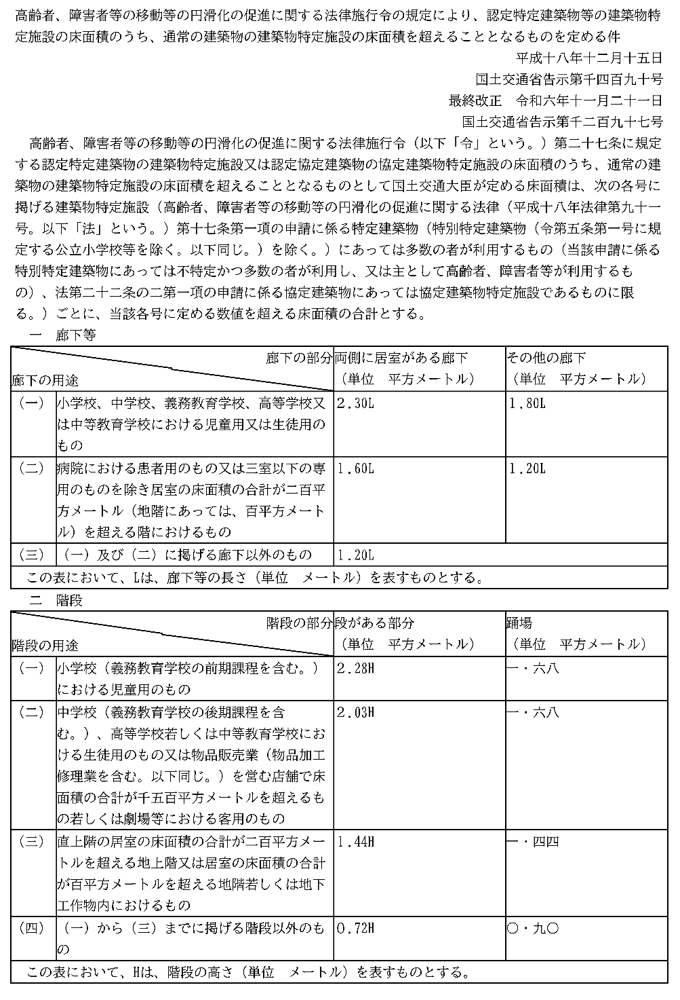 高齢者、障害者等の移動等の円滑化の促進に関する法律施行令の規定により、認定特定建築物等の建築物特
定施設の床面積のうち、通常の建築物の建築物特定施設の床面積を超えることとなるものを定める件
平成十八年十二月十五日
国土交通省告示第千四百九十号
最終改正　令和六年十一月二十一日
国土交通省告示第千二百九十七号
高齢者、障害者等の移動等の円滑化の促進に関する法律施行令（以下「令」という。）第二十七条に規定
する認定特定建築物の建築物特定施設又は認定協定建築物の協定建築物特定施設の床面積のうち、通常の建
築物の建築物特定施設の床面積を超えることとなるものとして国土交通大臣が定める床面積は、次の各号に
掲げる建築物特定施設（高齢者、障害者等の移動等の円滑化の促進に関する法律（平成十八年法律第九十一
号。以下「法」という。）第十七条第一項の申請に係る特定建築物（特別特定建築物（令第五条第一号に規
定する公立小学校等を除く。以下同じ。）を除く。）にあっては多数の者が利用するもの（当該申請に係る
特別特定建築物にあっては不特定かつ多数の者が利用し、又は主として高齢者、障害者等が利用するも
の）、法第二十二条の二第一項の申請に係る協定建築物にあっては協定建築物特定施設であるものに限
る。）ごとに、当該各号に定める数値を超える床面積の合計とする。
一　廊下等
廊下の部分
廊下の用途
両側に居室がある廊下
（単位　平方メートル）
その他の廊下
（単位　平方メートル）
（一）
小学校、中学校、義務教育学校、高等学校又
は中等教育学校における児童用又は生徒用の
もの
2.30L
1.80L
（二）
病院における患者用のもの又は三室以下の専
用のものを除き居室の床面積の合計が二百平
方メートル（地階にあっては、百平方メート
ル）を超える階におけるもの
1.60L
1.20L
（三）
（一）及び（二）に掲げる廊下以外のもの
1.20L
この表において、Lは、廊下等の長さ（単位　メートル）を表すものとする。
二　階段
階段の部分
階段の用途
段がある部分
（単位　平方メートル）
踊場
（単位　平方メートル）
（一）
小学校（義務教育学校の前期課程を含む。）
における児童用のもの
2.28H
一・六八
（二）
中学校（義務教育学校の後期課程を含
む。）、高等学校若しくは中等教育学校にお
ける生徒用のもの又は物品販売業（物品加工
修理業を含む。以下同じ。）を営む店舗で床
面積の合計が千五百平方メートルを超えるも
の若しくは劇場等における客用のもの
2.03H
一・六八
（三）
直上階の居室の床面積の合計が二百平方メー
トルを超える地上階又は居室の床面積の合計
が百平方メートルを超える地階若しくは地下
工作物内におけるもの
1.44H
一・四四
（四）
（一）から（三）までに掲げる階段以外のも
の
0.72H
〇・九〇
この表において、Hは、階段の高さ（単位　メートル）を表すものとする。